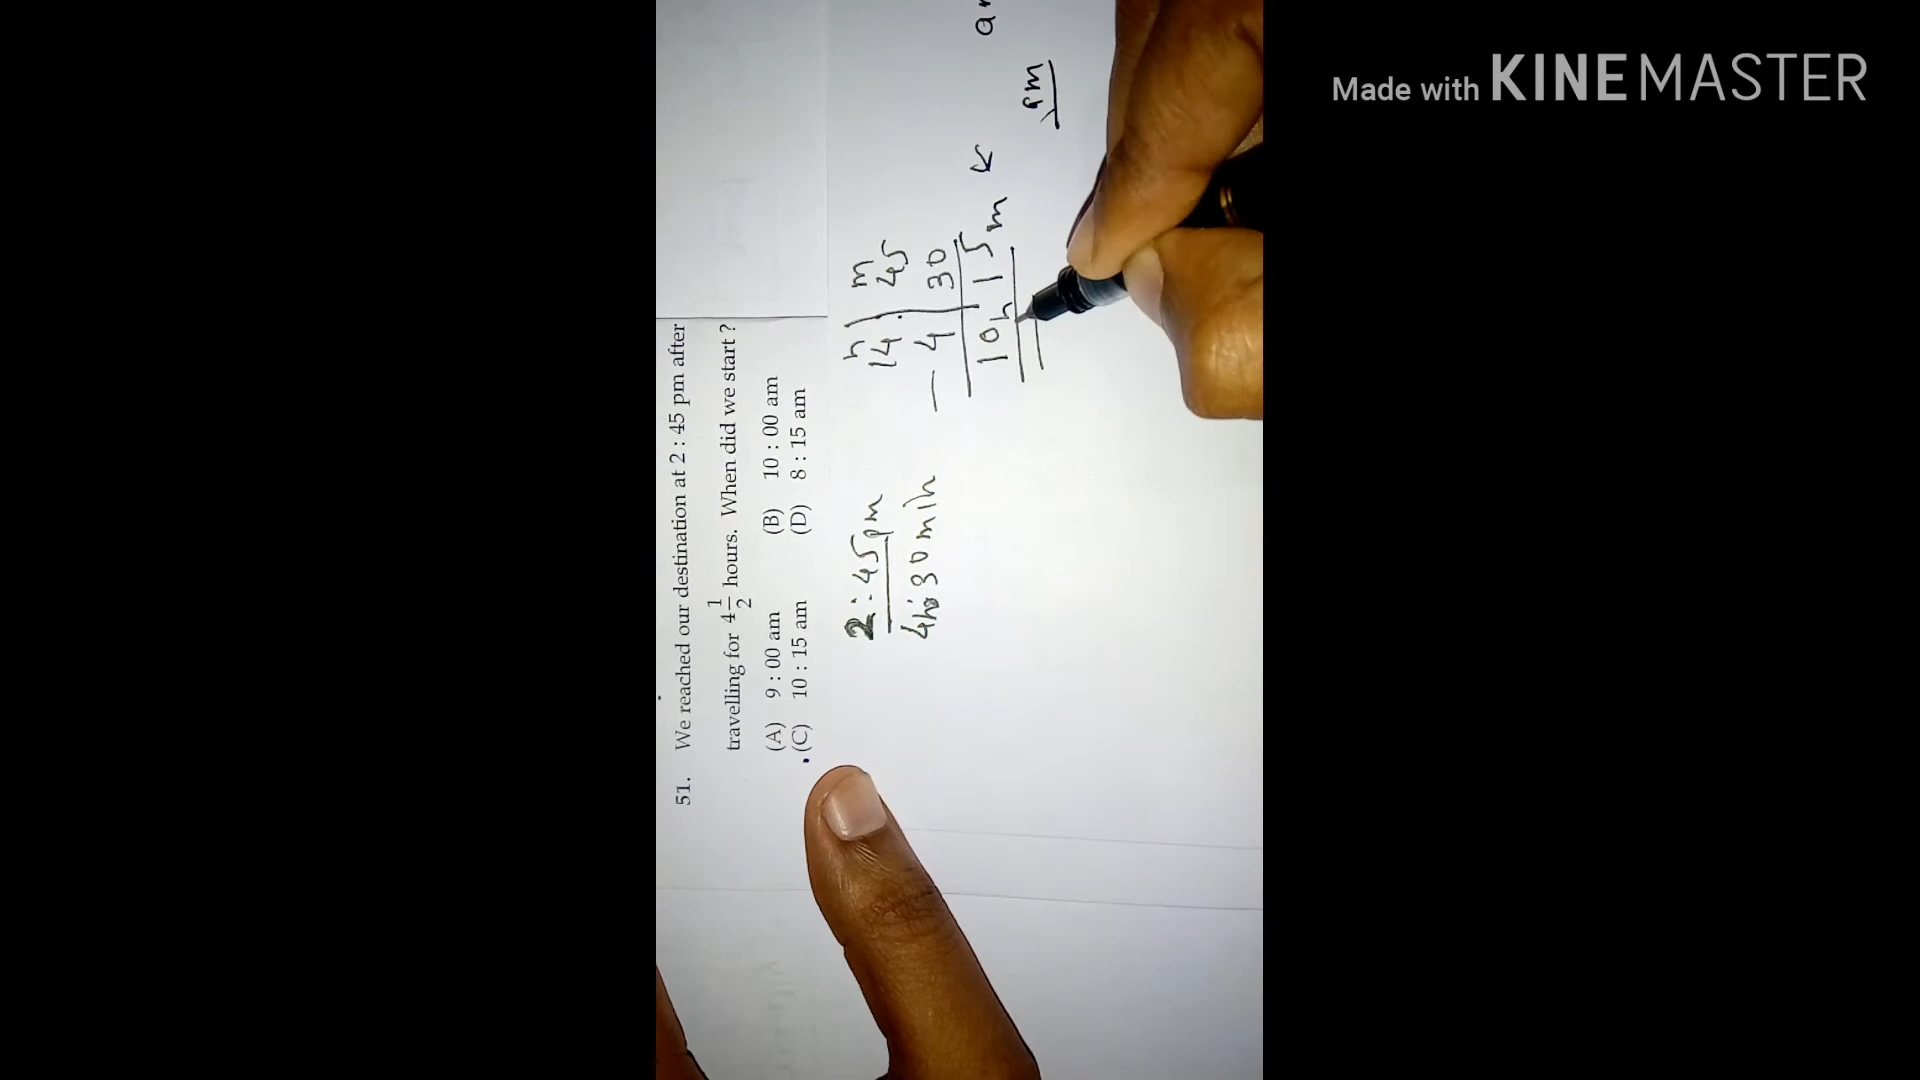 Made with KINEMASTER
51. We reached our destination at 2 : 45 pm after
travelling for 4 1/2 hours. When did we start ?
(A) 9 : 00 am (B) 10 : 00 am
(C) 10 : 15 am (D) 8 : 15 am
2 : 45 pm
4h: 30 min
h m
14 . 45
- 4 30
10h 15m
pm